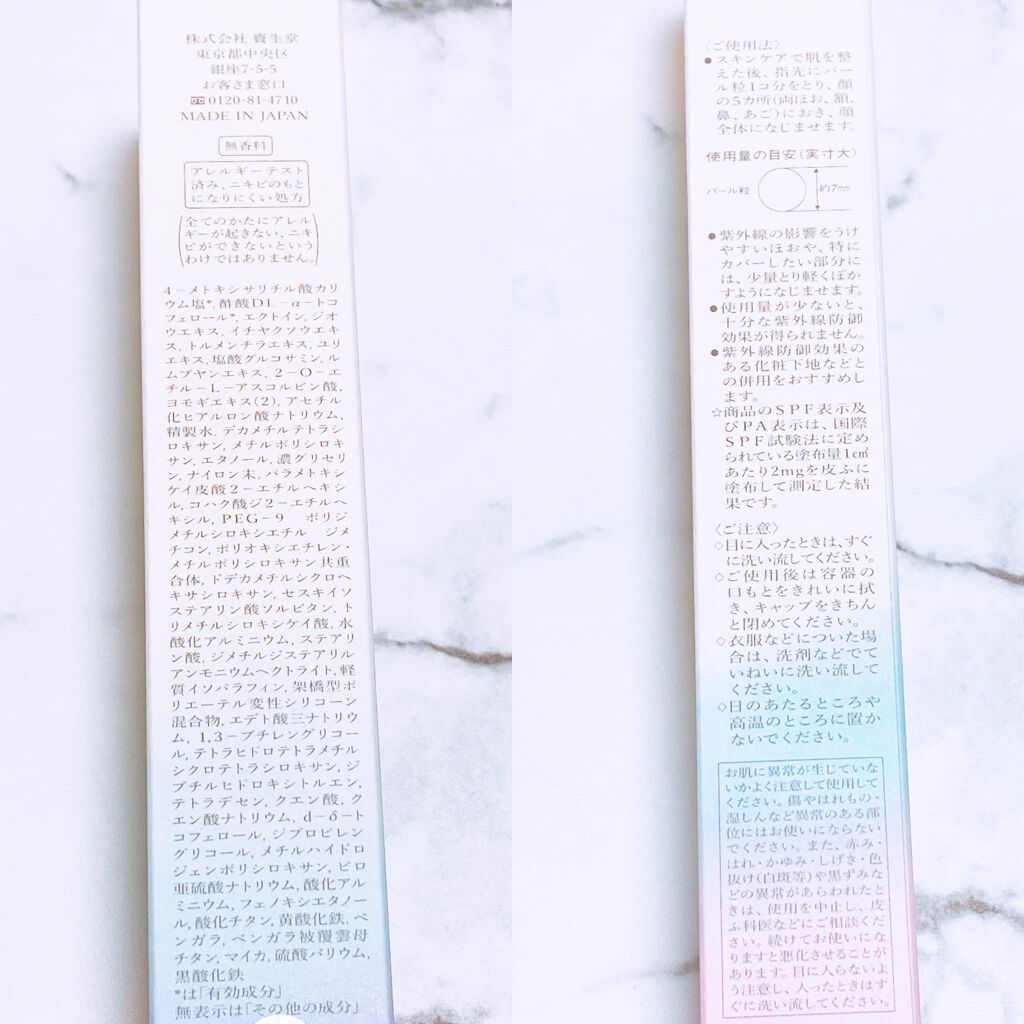 株式会社 資生堂
東京都中央区
銀座7-5-5
お客さま窓口
0120-81-4710
MADE IN JAPAN
無香料
アレルギーテスト
済み、ニキビのもと
になりにくい処方
(全てのかたにアレル
ギーが起きない、ニキ
ビができないという
わけではありません。)
4-メトキシサリチル酸カリ
ウム塩*, 酢酸DL-α-トコ
フェロール*, エクトイン, ジオ
ウエキス, イチヤクソウエキ
ス, トルメンチラエキス, ユリ
エキス, 塩酸グルコサミン, ル
ムプヤンエキス, 2-O-エ
チル-L-アスコルビン酸,
ヨモギエキス(2), アセチル
化ヒアルロン酸ナトリウム,
精製水, デカメチルテトラシ
ロキサン, メチルポリシロキ
サン, エタノール, 濃グリセリ
ン, ナイロン末, パラメトキシ
ケイ皮酸2-エチルヘキシ
ル, コハク酸ジ2-エチルヘ
キシル, PEG-9 ポリジ
メチルシロキシエチル ジメ
チコン, ポリオキシエチレン・
メチルポリシロキサン共重
合体, ドデカメチルシクロヘ
キサシロキサン, セスキイソ
ステアリン酸ソルビタン, ト
リメチルシロキシケイ酸, 水
酸化アルミニウム, ステアリ
ン酸, ジメチルジステアリル
アンモニウムヘクトライト, 軽
質イソパラフィン, 架橋型ポ
リエーテル変性シリコーン
混合物, エデト酸三ナトリウ
ム, 1,3-ブチレングリコー
ル, テトラヒドロテトラメチル
シクロテトラシロキサン, ジ
ブチルヒドロキシトルエン,
テトラデセン, クエン酸, ク
エン酸ナトリウム, d-δ-ト
コフェロール, ジプロピレン
グリコール, メチルハイドロ
ジェンポリシロキサン, ピロ
亜硫酸ナトリウム, 酸化アル
ミニウム, フェノキシエタノー
ル, 酸化チタン, 黄酸化鉄, ベ
ンガラ, ベンガラ被覆雲母
チタン, マイカ, 硫酸バリウム,
黒酸化鉄
*は「有効成分」
無表示は「その他の成分」
〈ご使用法〉
●スキンケアで肌を整
えた後、指先にパー
ル粒1コ分をとり、顔
の5カ所(両ほお、額、
鼻、あご)におき、顔
全体になじませます。
使用量の目安(実寸大)
パール粒 約7mm
●紫外線の影響をうけ
やすいほおや、特に
カバーしたい部分に
は、少量とり軽くぼか
すようになじませます。
●使用量が少ないと、
十分な紫外線防御
効果が得られません。
●紫外線防御効果の
ある化粧下地などと
の併用をおすすめし
ます。
☆商品のSPF表示及
びPA表示は、国際
SPF試験法に定め
られている塗布量1㎠
あたり2mgを皮ふに
塗布して測定した結
果です。
〈ご注意〉
◇目に入ったときは、すぐ
に洗い流してください。
◇ご使用後は容器の
口もとをきれいに拭
き、キャップをきちん
と閉めてください。
◇衣服などについた場
合は、洗剤などでて
いねいに洗い流して
ください。
◇日のあたるところや
高温のところに置か
ないでください。
お肌に異常が生じていな
いかよく注意して使用して
ください。傷やはれもの・
湿しんなど異常のある部
位にはお使いにならない
でください。また、赤み・
はれ・かゆみ・しげき・色
抜け(白斑等)や黒ずみな
どの異常があらわれたと
きは、使用を中止し、皮
ふ科医などにご相談くだ
さい。続けてお使いにな
りますと悪化させることが
あります。目に入らないよ
う注意し、入ったときはす
ぐに洗い流してください。